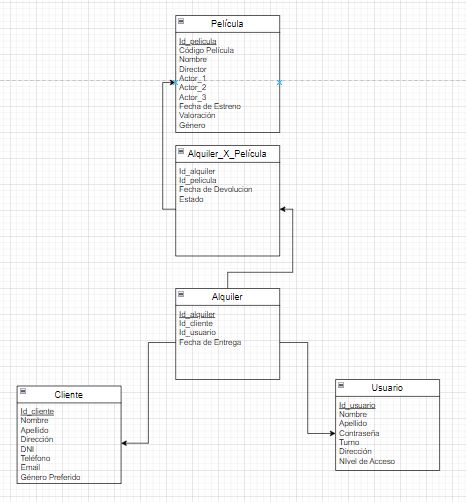 Película
Id_pelicula
Código Película
Nombre
Director
Actor_1
Actor_2
Actor_3
Fecha de Estreno
Valoración
Género
Alquiler_X_Película
Id_alquiler
Id_pelicula
Fecha de Devolucion
Estado
Alquiler
Id_alquiler
Id_cliente
Id_usuario
Fecha de Entrega
Cliente
Id_cliente
Nombre
Apellido
Dirección
DNI
Teléfono
Email
Género Preferido
Usuario
Id_usuario
Nombre
Apellido
Contraseña
Turno
Dirección
Nivel de Acceso